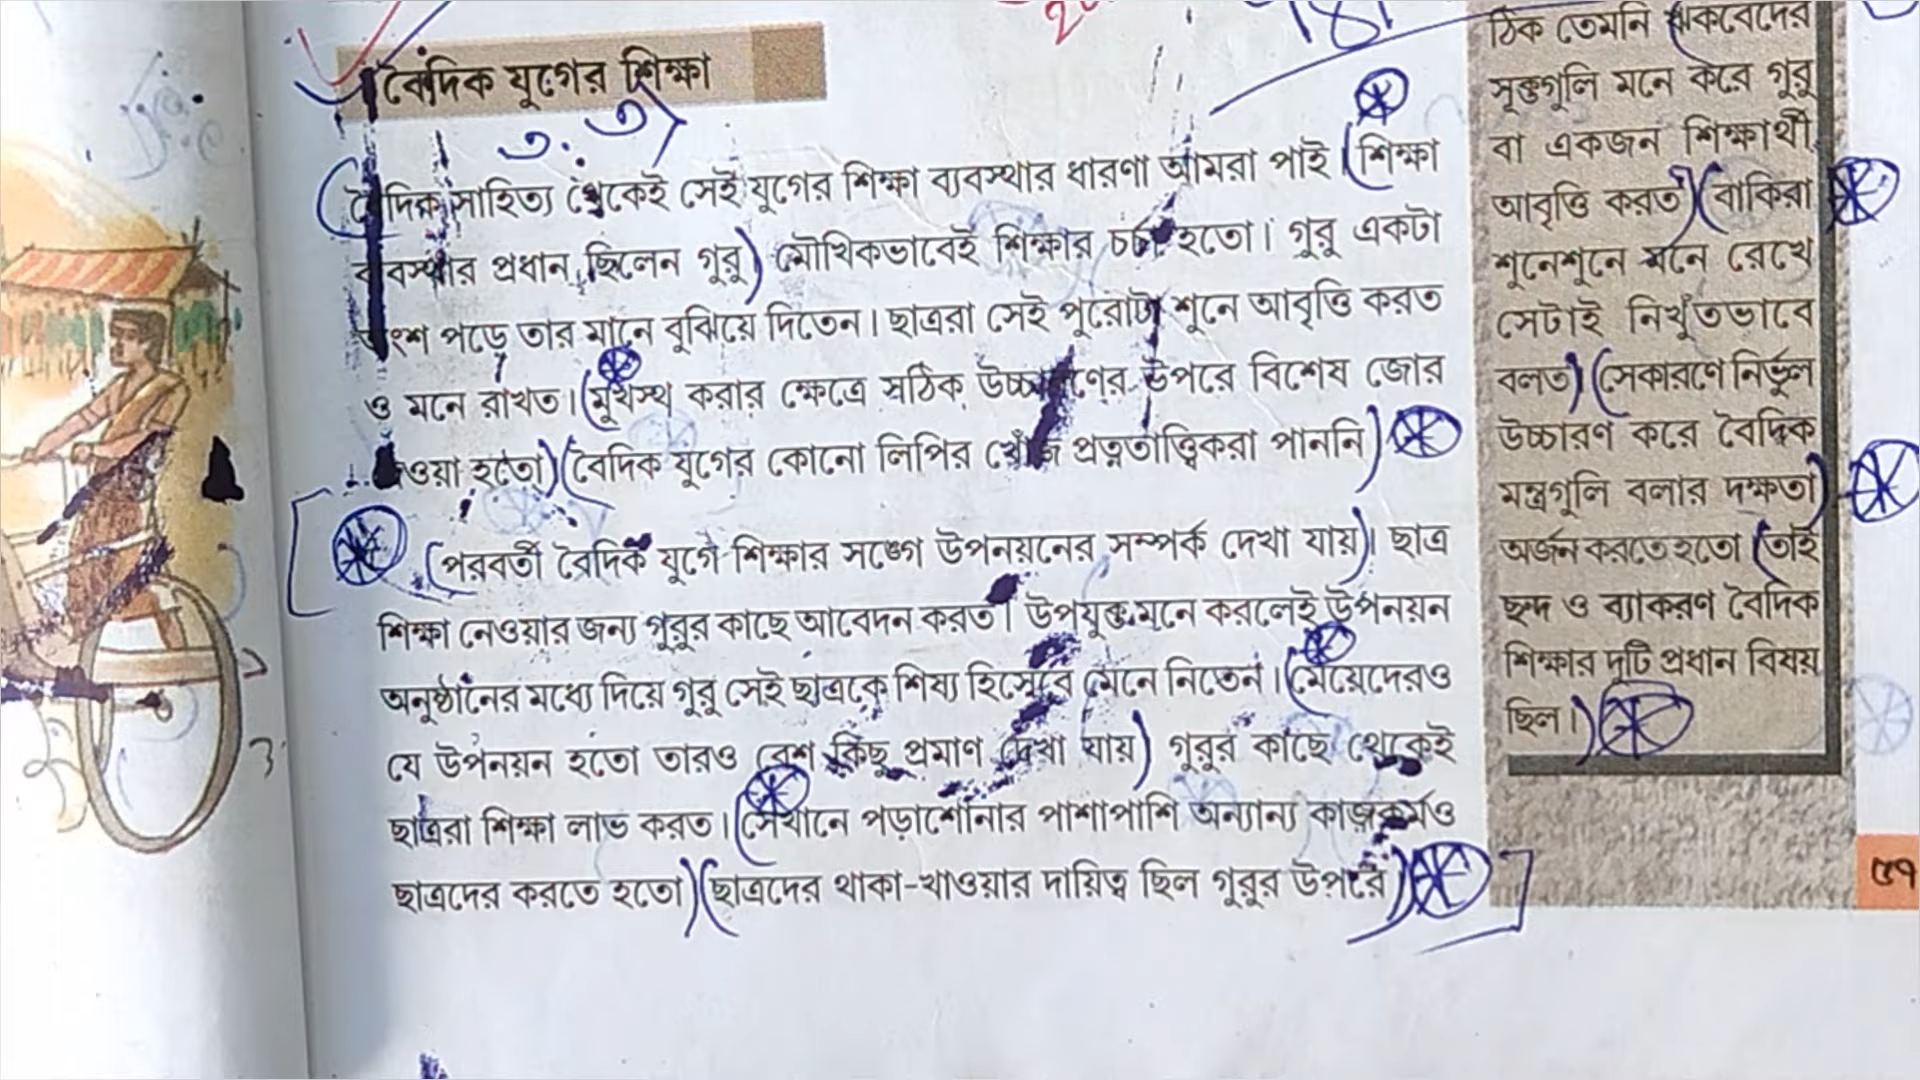 বৈদিক যুগের শিক্ষা
বৈদিক সাহিত্য থেকেই সেই যুগের শিক্ষা ব্যবস্থার ধারণা আমরা পাই। (শিক্ষা
ব্যবস্থার প্রধান ছিলেন গুরু) মৌখিকভাবেই শিক্ষার চর্চা হতো। গুরু একটা
অংশ পড়ে তার মানে বুঝিয়ে দিতেন। ছাত্ররা সেই পুরোটা শুনে আবৃত্তি করত
ও মনে রাখত। (মুখস্থ করার ক্ষেত্রে সঠিক উচ্চারণের উপরে বিশেষ জোর
দেওয়া হতো) (বৈদিক যুগের কোনো লিপির খোঁজ প্রত্নতাত্ত্বিকরা পাননি)
(পরবর্তী বৈদিক যুগে শিক্ষার সঙ্গে উপনয়নের সম্পর্ক দেখা যায়)। ছাত্র
শিক্ষা নেওয়ার জন্য গুরুর কাছে আবেদন করত। উপযুক্ত মনে করলেই উপনয়ন
অনুষ্ঠানের মধ্যে দিয়ে গুরু সেই ছাত্রকে শিষ্য হিসেবে মেনে নিতেন। (মেয়েদেরও
যে উপনয়ন হতো তারও বেশ কিছু প্রমাণ দেখা যায়) গুরুর কাছে থেকেই
ছাত্ররা শিক্ষা লাভ করত। (সেখানে পড়াশোনার পাশাপাশি অন্যান্য কাজকর্মও
ছাত্রদের করতে হতো) (ছাত্রদের থাকা-খাওয়ার দায়িত্ব ছিল গুরুর উপরে)
ঠিক তেমনি ঋকবেদের
সূক্তগুলি মনে করে গুরু
বা একজন শিক্ষার্থী
আবৃত্তি করত) (বাকিরা
শুনেশুনে মনে রেখে
সেটাই নিখুঁতভাবে
বলত) (সেকারণে নির্ভুল
উচ্চারণ করে বৈদিক
মন্ত্রগুলি বলার দক্ষতা)
অর্জন করতে হতো (তাই
ছন্দ ও ব্যাকরণ বৈদিক
শিক্ষার দুটি প্রধান বিষয়
ছিল।)
৫৭